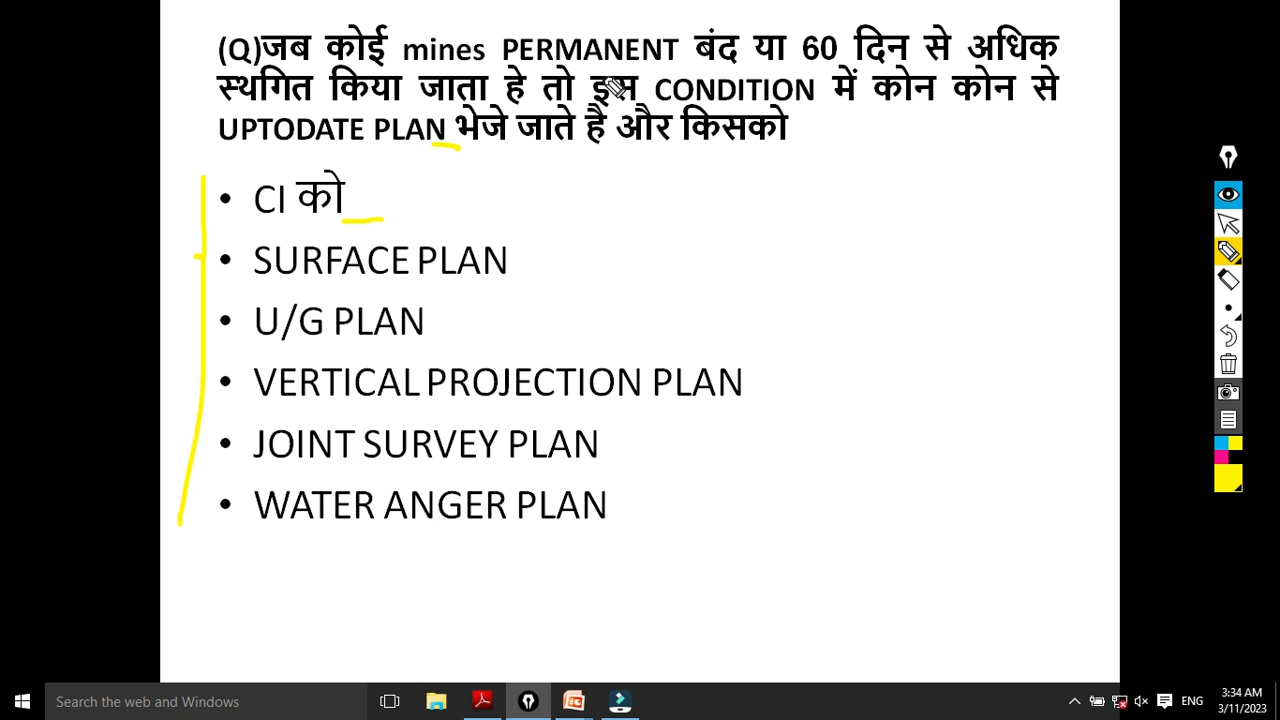 (Q)जब कोई mines PERMANENT बंद या 60 दिन से अधिक
स्थगित किया जाता हे तो इस CONDITION में कोन कोन से
UPTODATE PLAN भेजे जाते है और किसको
• CI को
• SURFACE PLAN
• U/G PLAN
• VERTICAL PROJECTION PLAN
• JOINT SURVEY PLAN
• WATER ANGER PLAN
Search the web and Windows
ENG
3:34 AM
3/11/2023